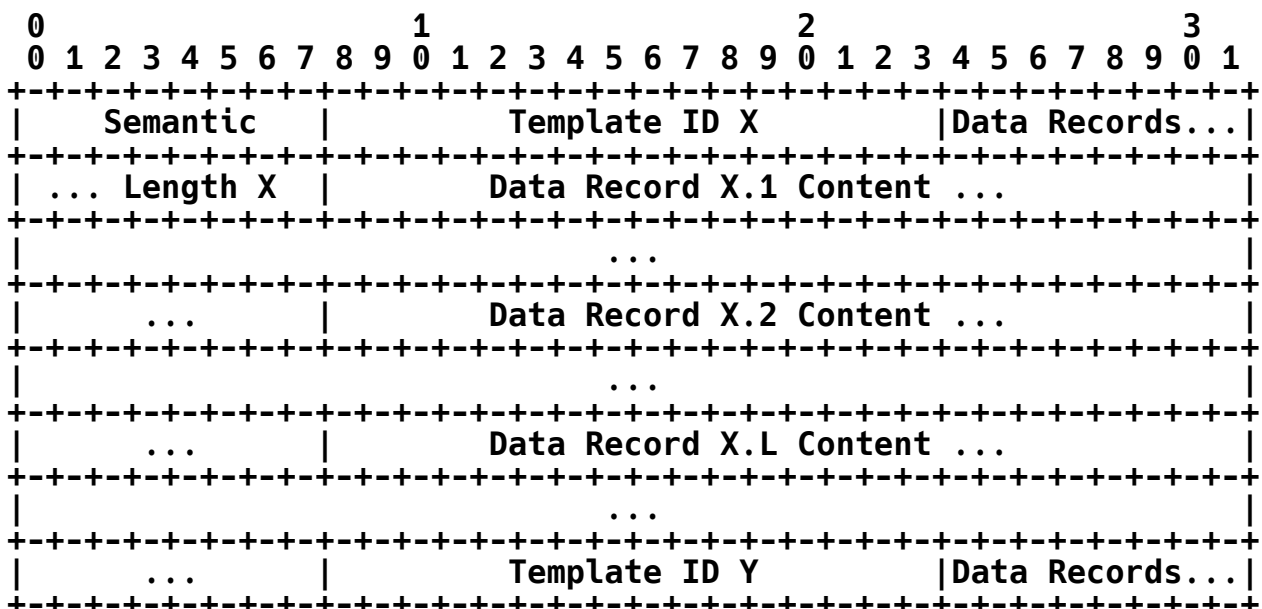 0                   1                   2                   3
 0 1 2 3 4 5 6 7 8 9 0 1 2 3 4 5 6 7 8 9 0 1 2 3 4 5 6 7 8 9 0 1
+-+-+-+-+-+-+-+-+-+-+-+-+-+-+-+-+-+-+-+-+-+-+-+-+-+-+-+-+-+-+-+-+
|    Semantic   |         Template ID X         |Data Records...|
+-+-+-+-+-+-+-+-+-+-+-+-+-+-+-+-+-+-+-+-+-+-+-+-+-+-+-+-+-+-+-+-+
| ... Length X  |        Data Record X.1 Content ...            |
+-+-+-+-+-+-+-+-+-+-+-+-+-+-+-+-+-+-+-+-+-+-+-+-+-+-+-+-+-+-+-+-+
|                              ...                              |
+-+-+-+-+-+-+-+-+-+-+-+-+-+-+-+-+-+-+-+-+-+-+-+-+-+-+-+-+-+-+-+-+
|      ...      |        Data Record X.2 Content ...            |
+-+-+-+-+-+-+-+-+-+-+-+-+-+-+-+-+-+-+-+-+-+-+-+-+-+-+-+-+-+-+-+-+
|                              ...                              |
+-+-+-+-+-+-+-+-+-+-+-+-+-+-+-+-+-+-+-+-+-+-+-+-+-+-+-+-+-+-+-+-+
|      ...      |        Data Record X.L Content ...            |
+-+-+-+-+-+-+-+-+-+-+-+-+-+-+-+-+-+-+-+-+-+-+-+-+-+-+-+-+-+-+-+-+
|                              ...                              |
+-+-+-+-+-+-+-+-+-+-+-+-+-+-+-+-+-+-+-+-+-+-+-+-+-+-+-+-+-+-+-+-+
|      ...      |         Template ID Y         |Data Records...|
+-+-+-+-+-+-+-+-+-+-+-+-+-+-+-+-+-+-+-+-+-+-+-+-+-+-+-+-+-+-+-+-+